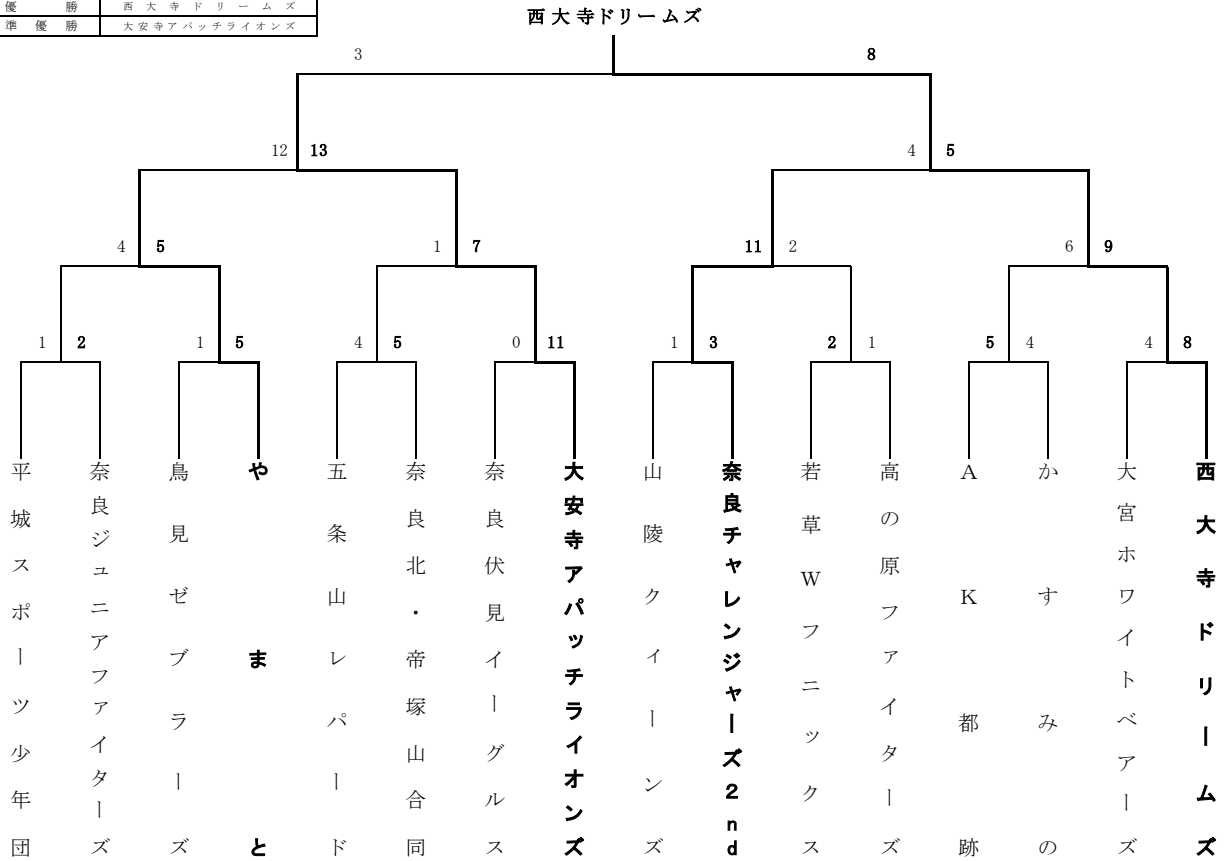 優勝 西大寺ドリームズ
準優勝 大安寺アパッチライオンズ
西大寺ドリームズ
3 8
12 13 4 5
4 5 1 7 11 2 6 9
1 2 1 5 4 5 0 11 1 3 2 1 5 4 4 8
平城スポーツ少年団
奈良ジュニアファイターズ
鳥見ゼブラーズ
やまと
五条山レパード
奈良北・帝塚山合同
奈良伏見イーグルス
大安寺アパッチライオンズ
山陵クイーンズ
奈良チャレンジャーズ2nd
若草Wフニックス
高の原ファイターズ
AK都跡
かすみの
大宮ホワイトベアーズ
西大寺ドリームズ